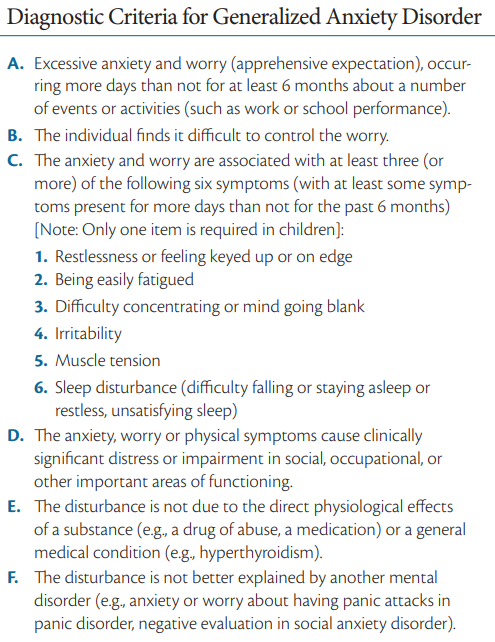 Diagnostic Criteria for Generalized Anxiety Disorder
A. Excessive anxiety and worry (apprehensive expectation), occur-
ring more days than not for at least 6 months about a number
of events or activities (such as work or school performance).
B. The individual finds it difficult to control the worry.
C. The anxiety and worry are associated with at least three (or
more) of the following six symptoms (with at least some symp-
toms present for more days than not for the past 6 months)
[Note: Only one item is required in children]:
1. Restlessness or feeling keyed up or on edge
2. Being easily fatigued
3. Difficulty concentrating or mind going blank
4. Irritability
5. Muscle tension
6. Sleep disturbance (difficulty falling or staying asleep or
restless, unsatisfying sleep)
D. The anxiety, worry or physical symptoms cause clinically
significant distress or impairment in social, occupational, or
other important areas of functioning.
E. The disturbance is not due to the direct physiological effects
of a substance (e.g., a drug of abuse, a medication) or a general
medical condition (e.g., hyperthyroidism).
F. The disturbance is not better explained by another mental
disorder (e.g., anxiety or worry about having panic attacks in
panic disorder, negative evaluation in social anxiety disorder).